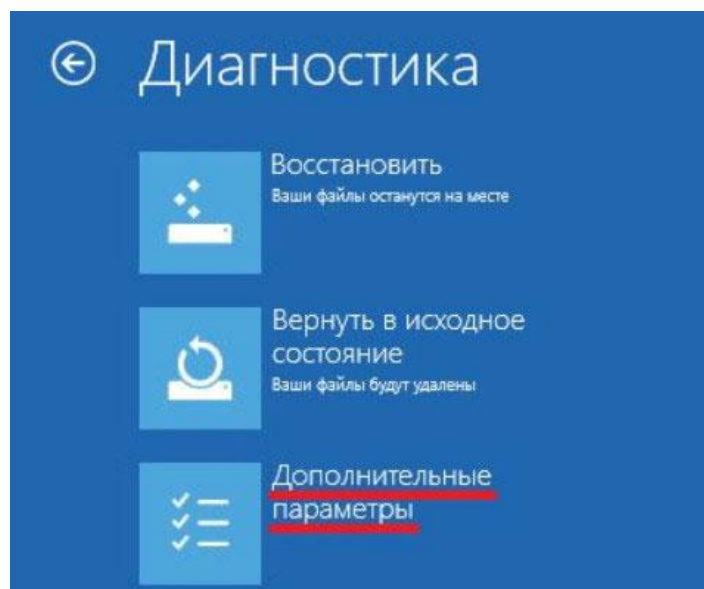 Диагностика
Восстановить
Ваши файлы останутся на месте
Вернуть в исходное
состояние
Ваши файлы будут удалены
Дополнительные
параметры